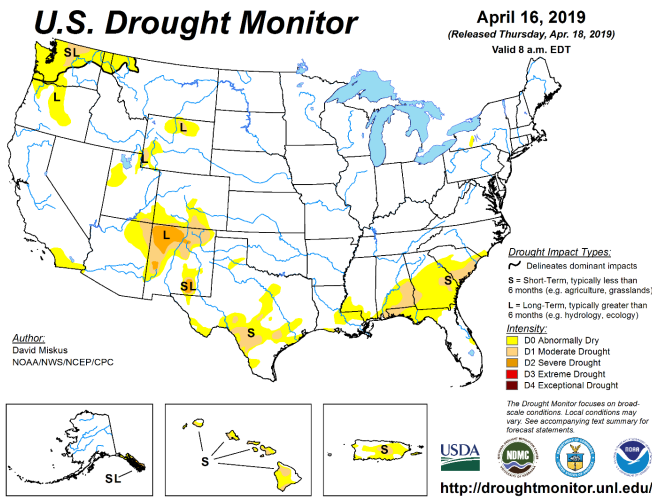 U.S. Drought Monitor
April 16, 2019
(Released Thursday, Apr. 18, 2019)
Valid 8 a.m. EDT
SL
L
L
L
L
SL
S
S
Drought Impact Types:
Delineates dominant impacts
S = Short-Term, typically less than
6 months (e.g. agriculture, grasslands)
L = Long-Term, typically greater than
6 months (e.g. hydrology, ecology)
Intensity:
D0 Abnormally Dry
D1 Moderate Drought
D2 Severe Drought
D3 Extreme Drought
D4 Exceptional Drought
Author:
David Miskus
NOAA/NWS/NCEP/CPC
The Drought Monitor focuses on broad-
scale conditions. Local conditions may
vary. See accompanying text summary for
forecast statements.
SL
S
S
USDA
NDMC
NOAA
http://droughtmonitor.unl.edu/